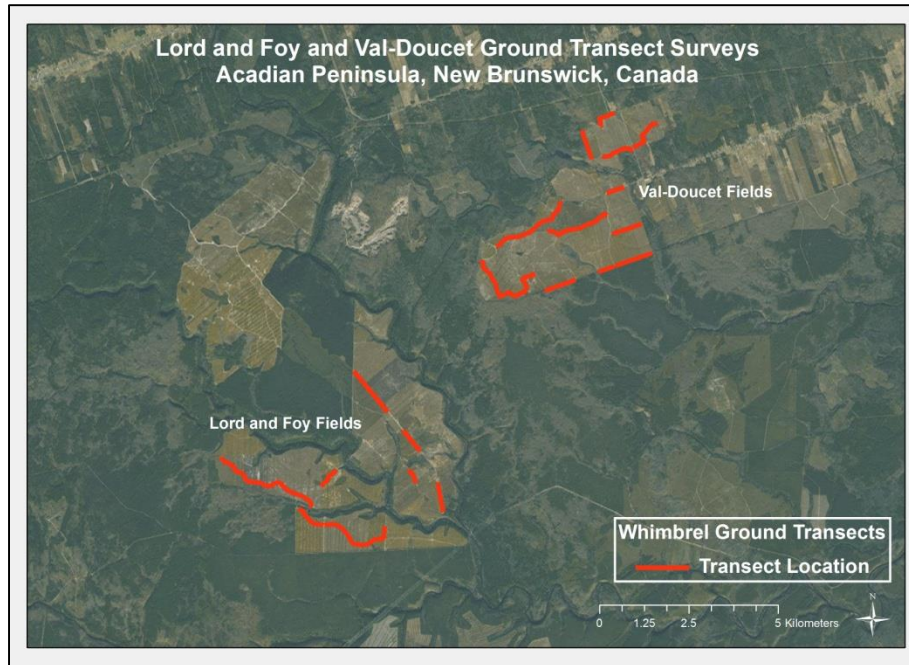 Lord and Foy and Val-Doucet Ground Transect Surveys
Acadian Peninsula, New Brunswick, Canada
Val-Doucet Fields
Lord and Foy Fields
Whimbrel Ground Transects
Transect Location
N
0 1.25 2.5 5 Kilometers